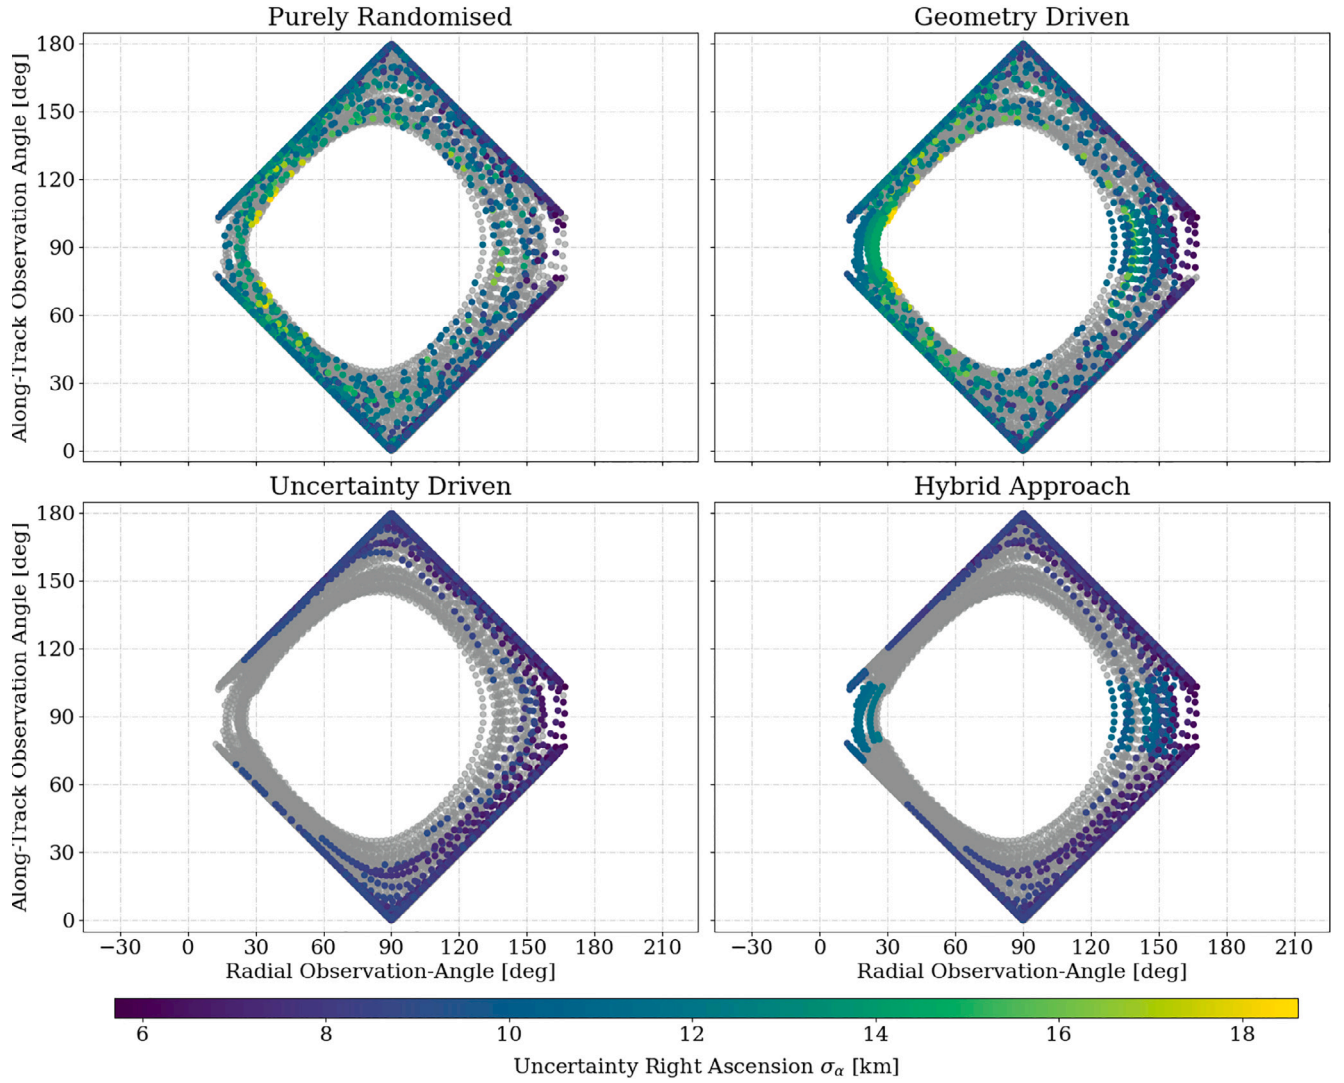 Purely Randomised
Geometry Driven
Along-Track Observation Angle [deg]
180
150
120
90
60
30
0
Uncertainty Driven
Hybrid Approach
Along-Track Observation Angle [deg]
180
150
120
90
60
30
0
−30 0 30 60 90 120 150 180 210
−30 0 30 60 90 120 150 180 210
Radial Observation-Angle [deg]
Radial Observation-Angle [deg]
6 8 10 12 14 16 18
Uncertainty Right Ascension σα [km]